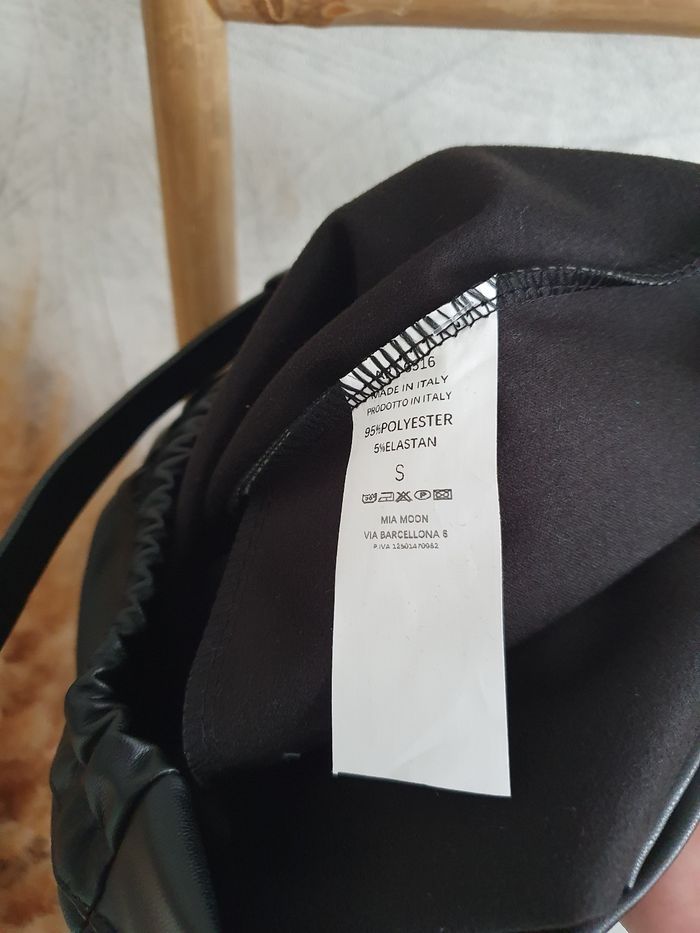 MADE IN ITALY
PRODOTTO IN ITALY
95%POLYESTER
5%ELASTAN
S
MIA MOON
VIA BARCELLONA 6
P.IVA 12501470962